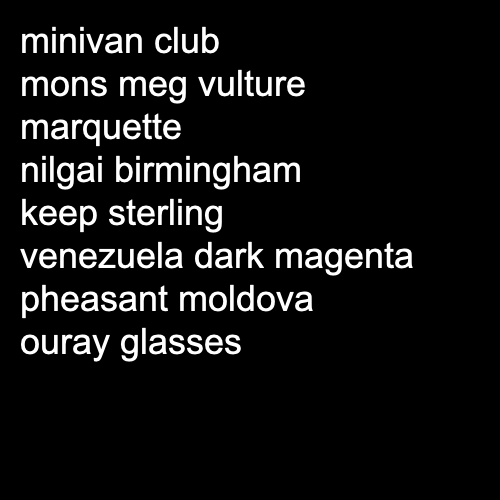 minivan club
mons meg vulture
marquette
nilgai birmingham
keep sterling
venezuela dark magenta
pheasant moldova
ouray glasses